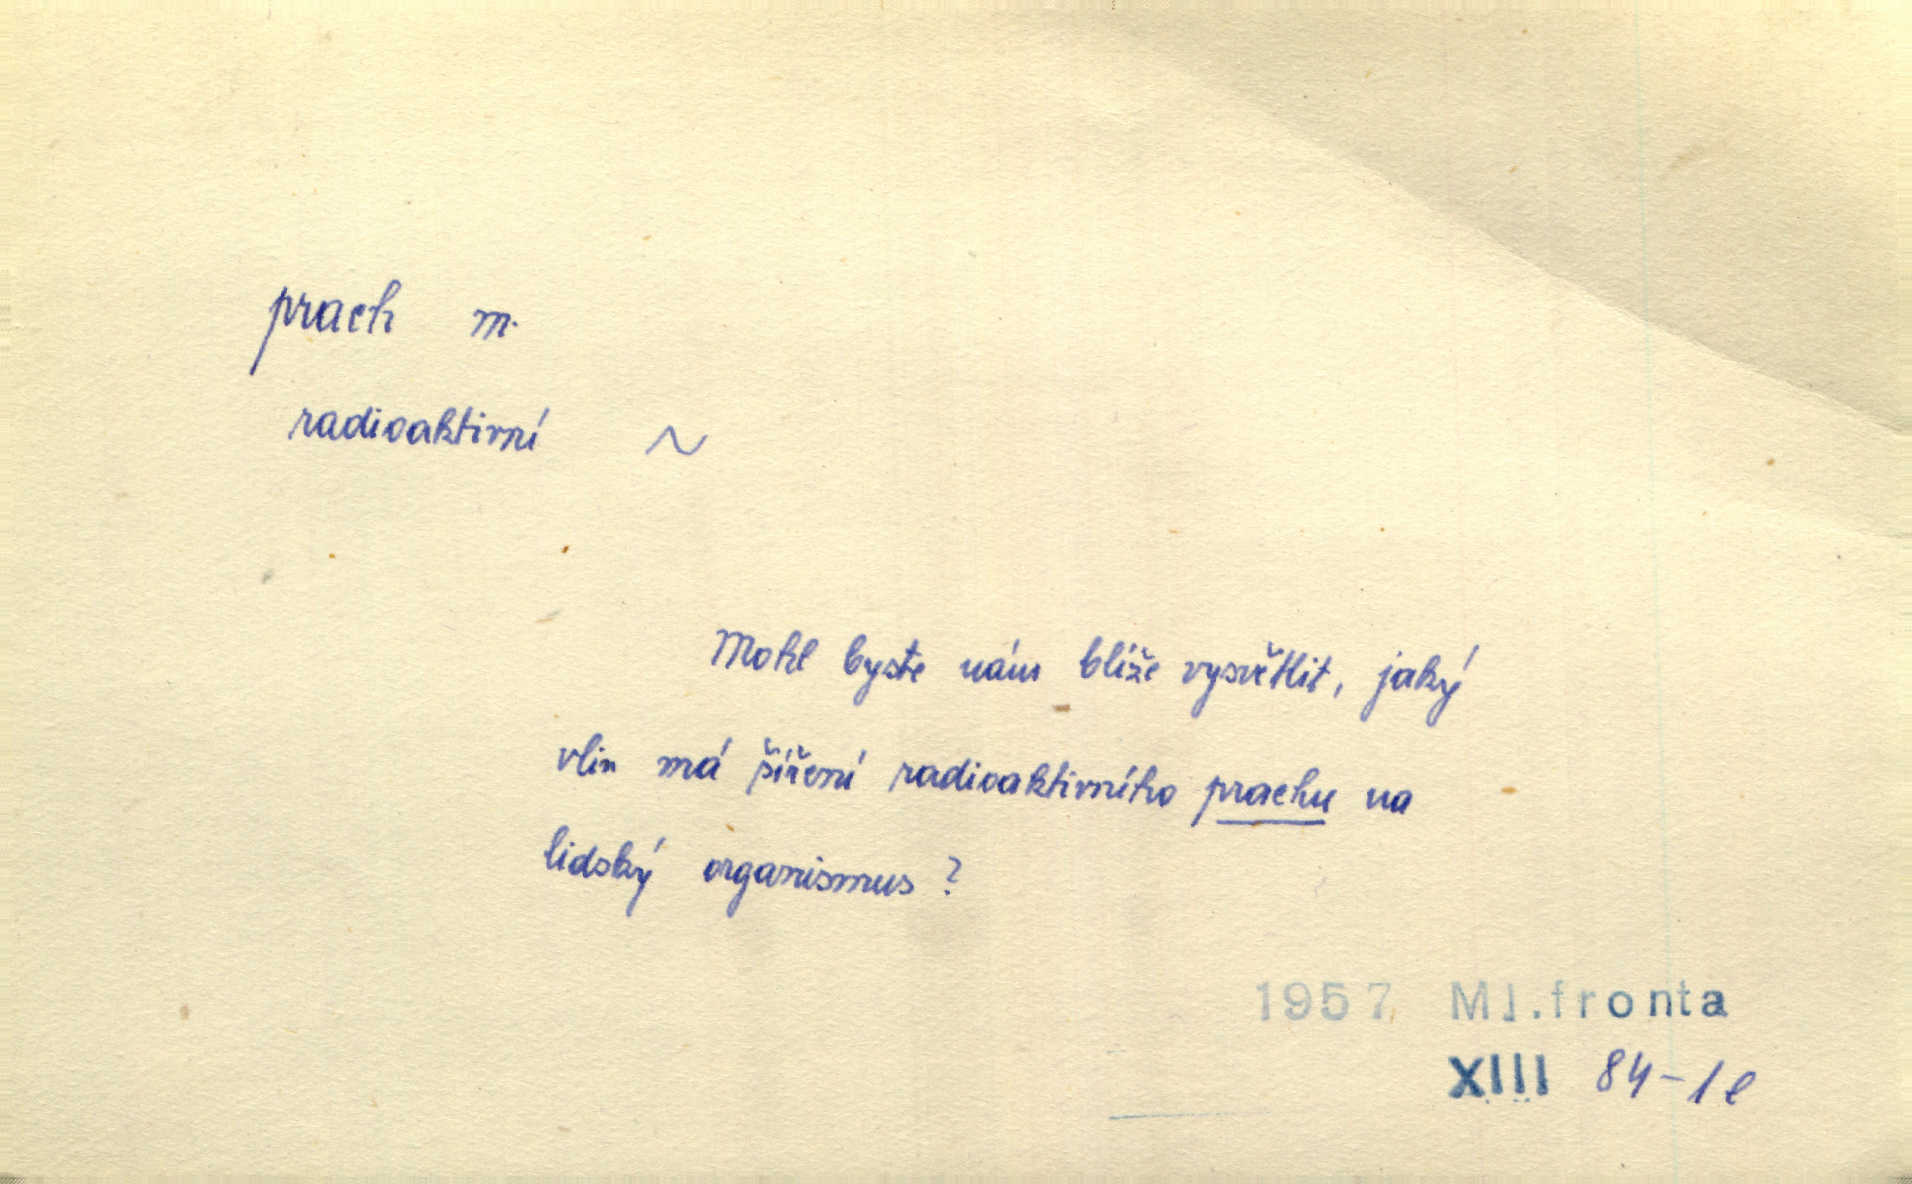 prach m.
radioaktivní ~
Mohl byste nám blíže vysvětlit, jaký
vliv má šíření radioaktivního prachu na
lidský organismus?
1957 Ml.fronta
XIII 84-1e